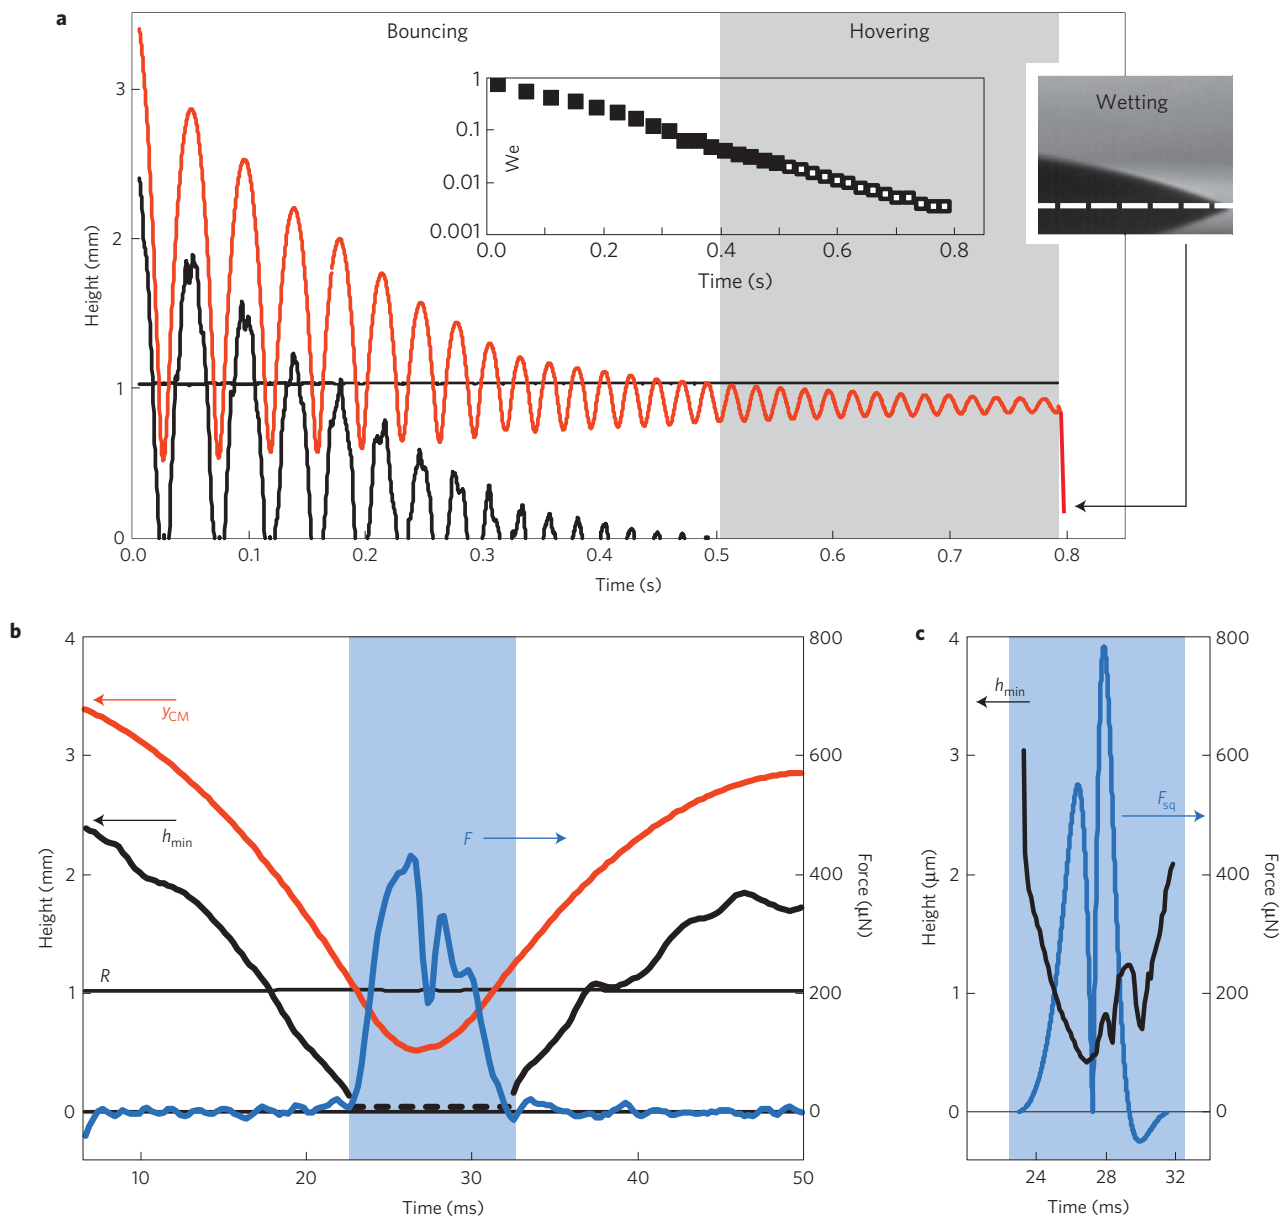 a
Bouncing
Hovering
Wetting
Height (mm)
3
2
1
0
0.0
0.1
0.2
0.3
0.4
0.5
0.6
0.7
0.8
Time (s)
We
1
0.1
0.01
0.001
0.0
0.2
0.4
0.6
0.8
Time (s)
b
Height (mm)
4
3
2
1
0
yCM
hmin
R
F
800
600
400
200
0
Force (μN)
10
20
30
40
50
Time (ms)
c
Height (μm)
4
3
2
1
0
hmin
Fsq
800
600
400
200
0
Force (μN)
24
28
32
Time (ms)